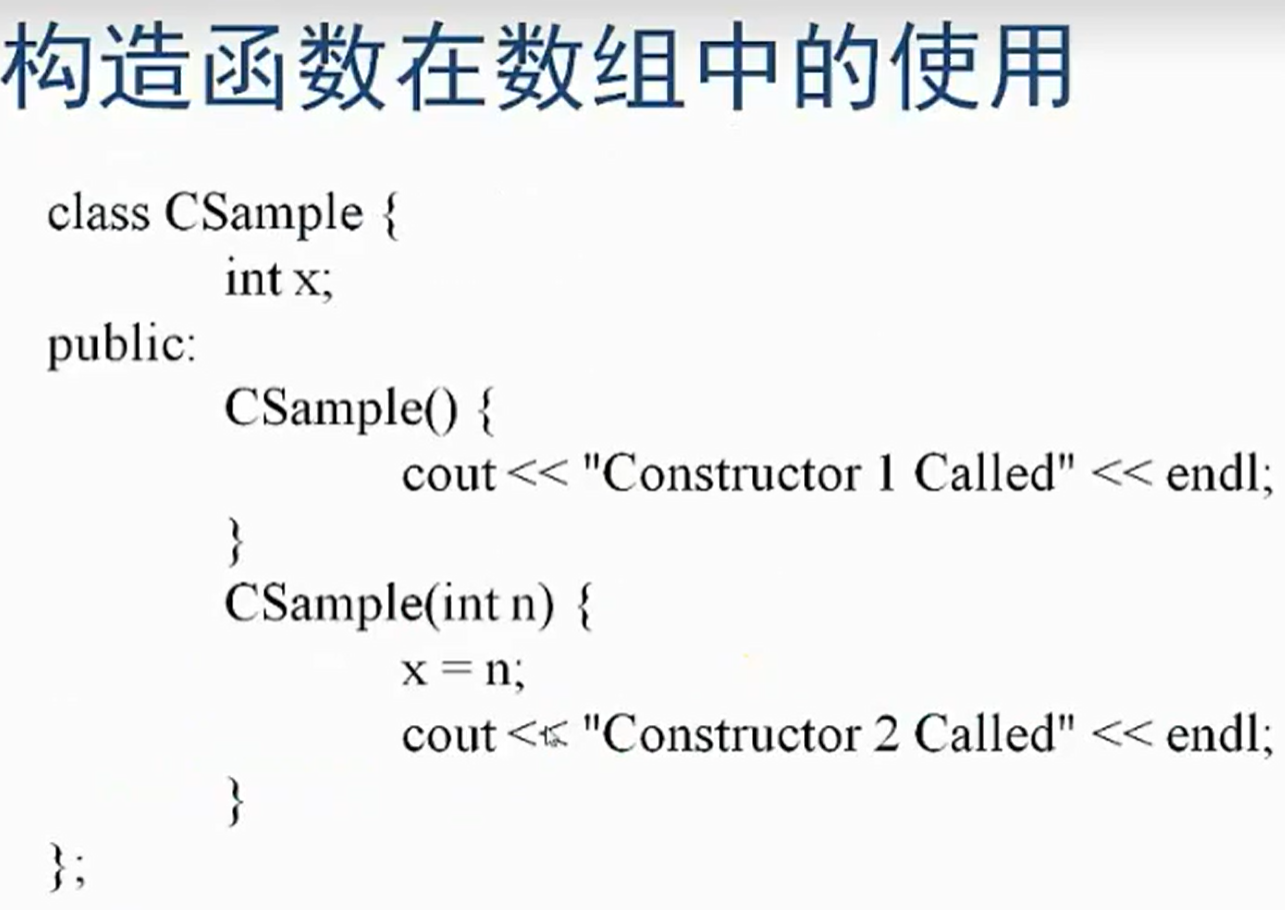 构造函数在数组中的使用
class CSample {
int x;
public:
CSample() {
cout << "Constructor 1 Called" << endl;
}
CSample(int n) {
x = n;
cout << "Constructor 2 Called" << endl;
}
};